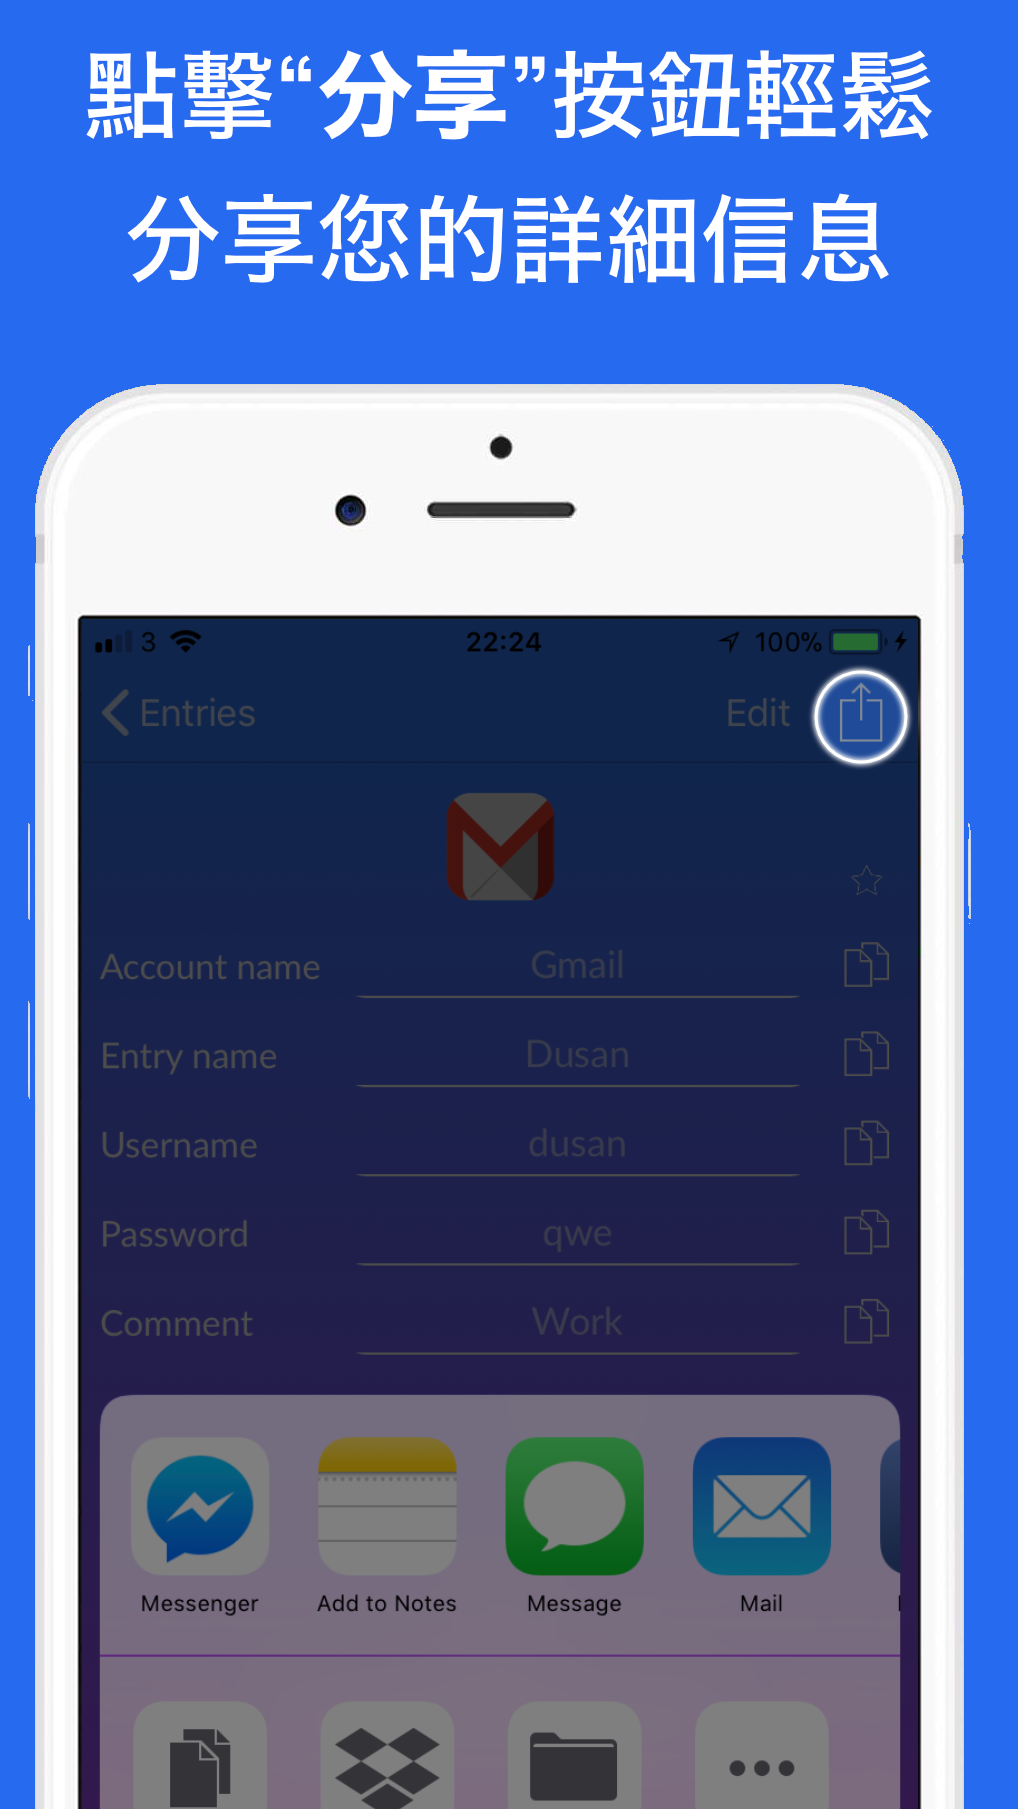 點擊“分享”按鈕輕鬆
分享您的詳細信息
3 22:24 100%
Entries Edit
Account name Gmail
Entry name Dusan
Username dusan
Password qwe
Comment Work
Messenger Add to Notes Message Mail